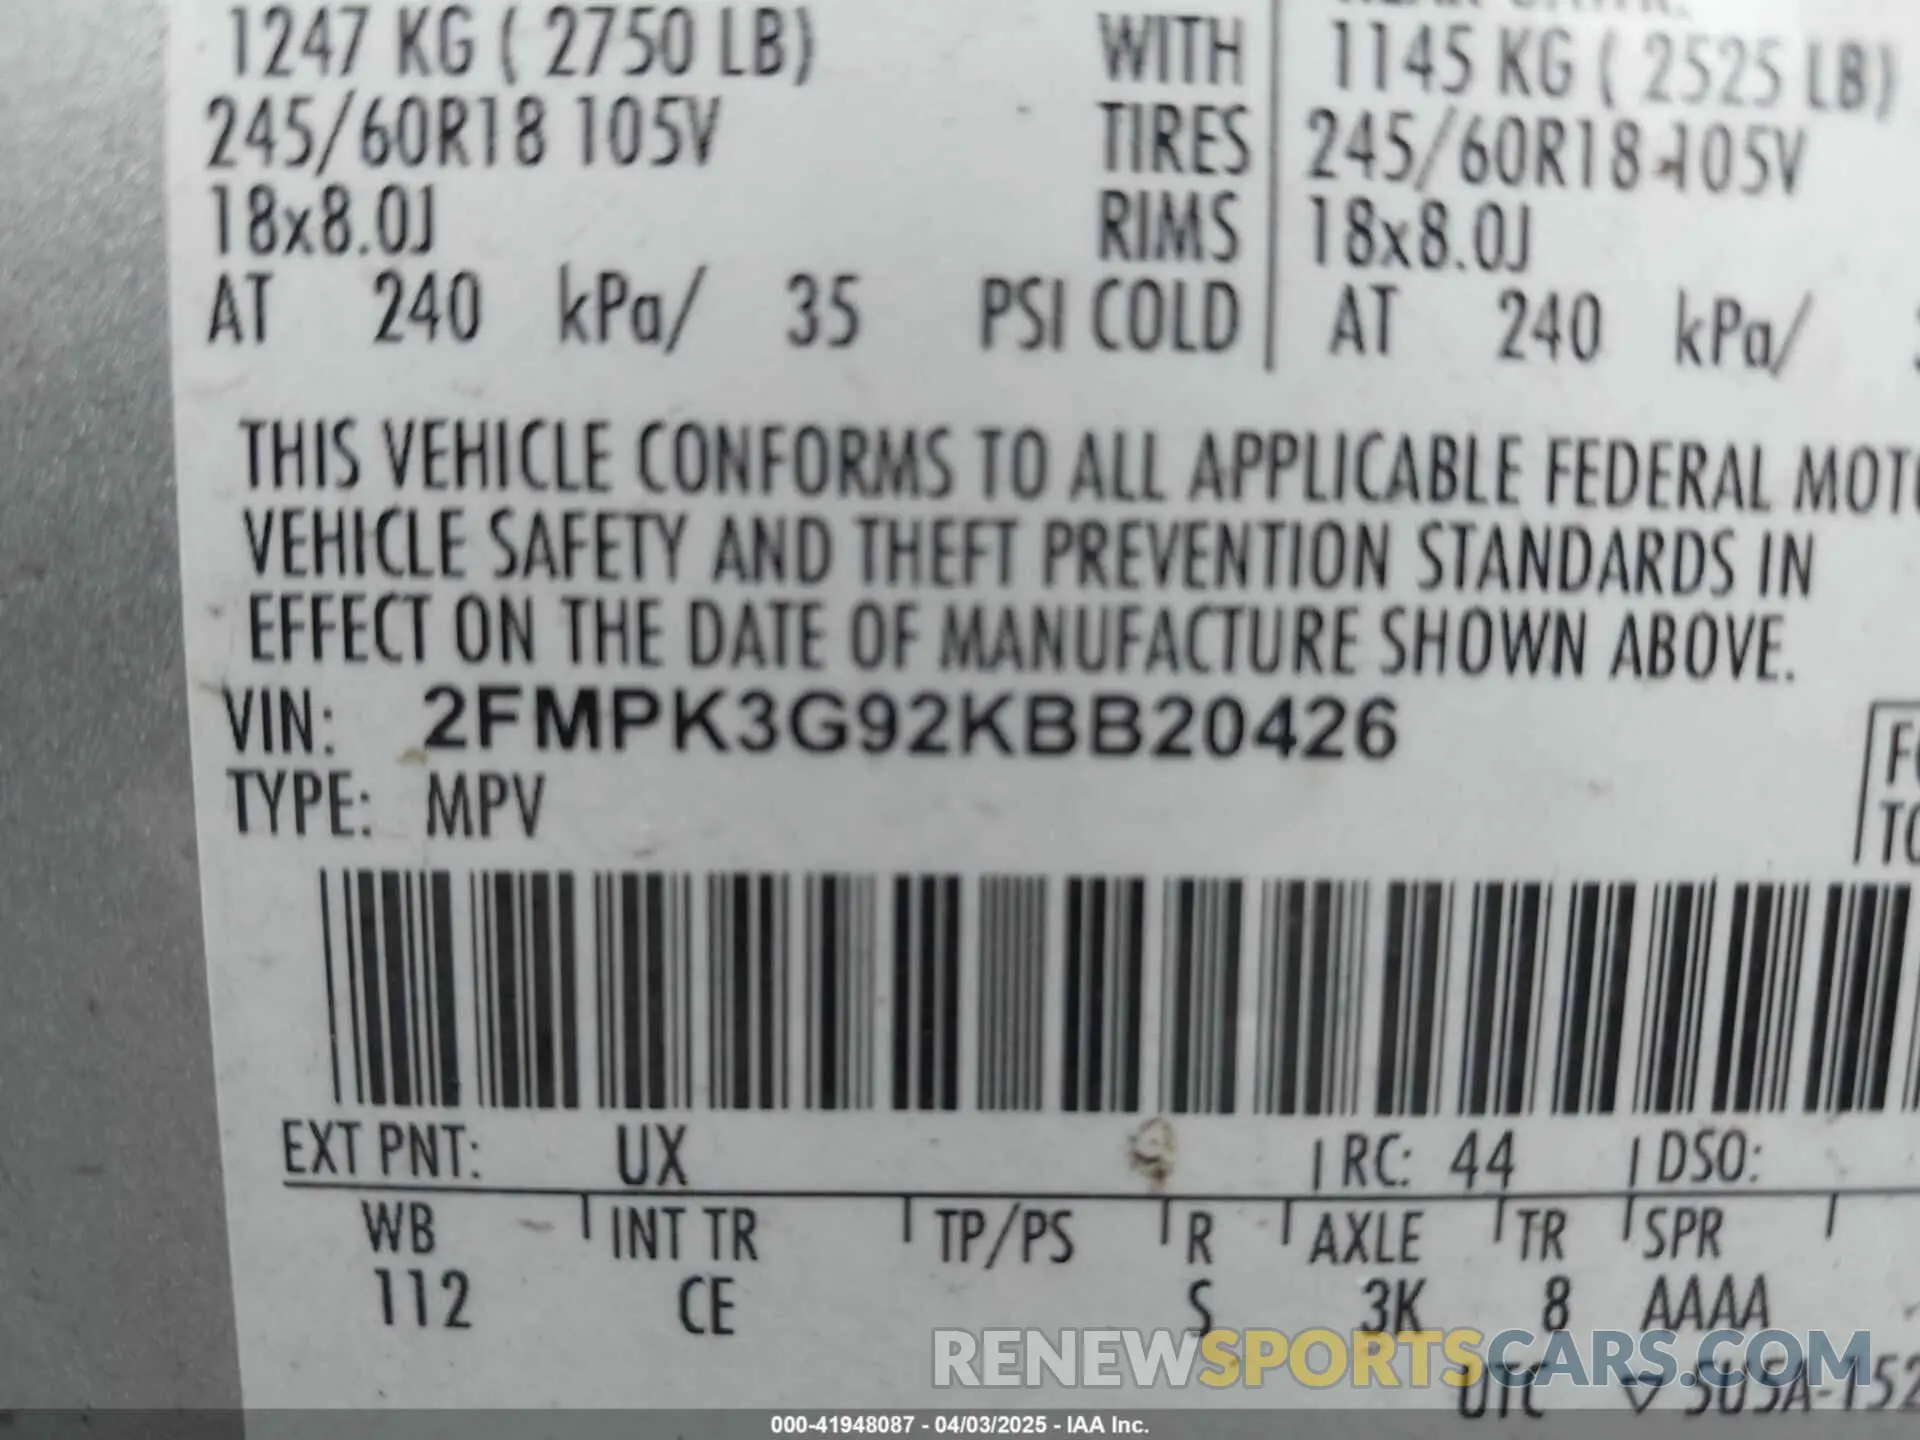 1247 KG ( 2750 LB) WITH 1145 KG ( 2525 LB)
245/60R18 105V TIRES 245/60R18 105V
18x8.0J RIMS 18x8.0J
AT 240 kPa/ 35 PSI COLD AT 240 kPa/
THIS VEHICLE CONFORMS TO ALL APPLICABLE FEDERAL MOTO
VEHICLE SAFETY AND THEFT PREVENTION STANDARDS IN
EFFECT ON THE DATE OF MANUFACTURE SHOWN ABOVE.
VIN: 2FMPK3G92KBB20426
TYPE: MPV
EXT PNT: UX RC: 44 DSO:
WB INT TR TP/PS R AXLE TR SPR
112 CE S 3K 8 AAAA
RENEWSPORTSCARS.COM
UTC ▽ 5U5A-152
000-41948087 - 04/03/2025 - IAA Inc.